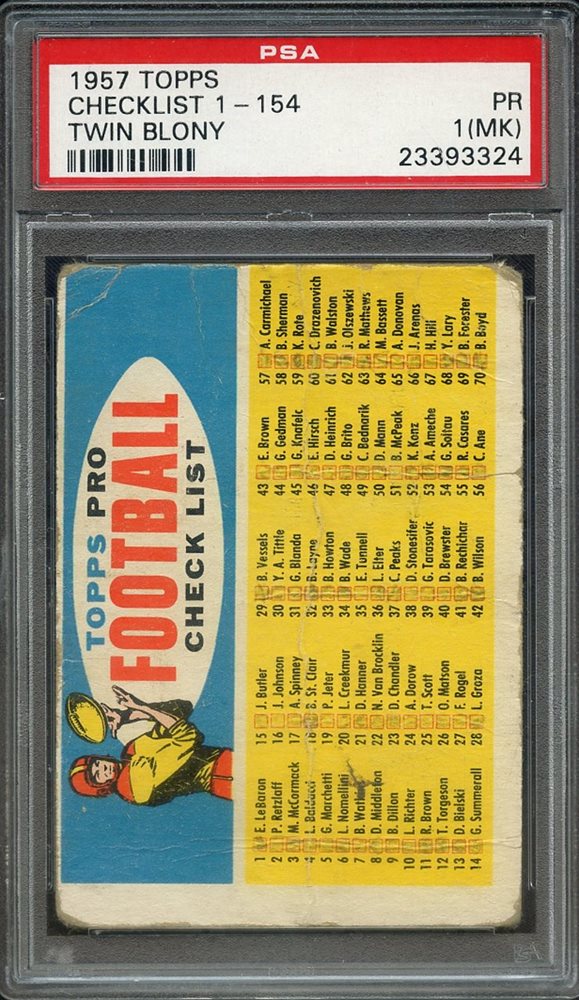 PSA
1957 TOPPS
CHECKLIST 1 - 154
TWIN BLONY
PR
1(MK)
23393324
TOPPS PRO
FOOTBALL
CHECK LIST
1 E. LeBaron
2 P. Retzlaff
3 M. McCormack
4 L. Baldacci
5 G. Marchetti
6 L. Nomellini
7 B. Watkins
8 D. Middleton
9 B. Dillon
10 L. Richter
11 R. Brown
12 T. Torgeson
13 D. Bielski
14 G. Summerall
15 J. Butler
16 J. Johnson
17 A. Spinney
18 B. St. Clair
19 P. Jeter
20 L. Creekmur
21 D. Hanner
22 N. Van Brocklin
23 D. Chandler
24 A. Dorow
25 T. Scott
26 O. Matson
27 F. Rogel
28 L. Groza
29 B. Vessels
30 Y. A. Tittle
31 G. Blanda
32 B. Layne
33 B. Howton
34 B. Wade
35 E. Tunnell
36 L. Elter
37 C. Peaks
38 D. Stonesifer
39 G. Tarasovic
40 D. Brewster
41 B. Rechichar
42 B. Wilson
43 E. Brown
44 G. Gedman
45 G. Knafelc
46 E. Hirsch
47 D. Heinrich
48 G. Brito
49 C. Bednarik
50 D. Mann
51 B. McPeak
52 K. Konz
53 A. Ameche
54 G. Soltau
55 R. Casares
56 C. Ane
57 A. Carmichael
58 B. Sherman
59 K. Rote
60 C. Drazenovich
61 B. Walston
62 J. Olszewski
63 R. Mathews
64 M. Bassett
65 A. Donovan
66 J. Arenas
67 H. Hill
68 Y. Lary
69 B. Forester
70 B. Boyd